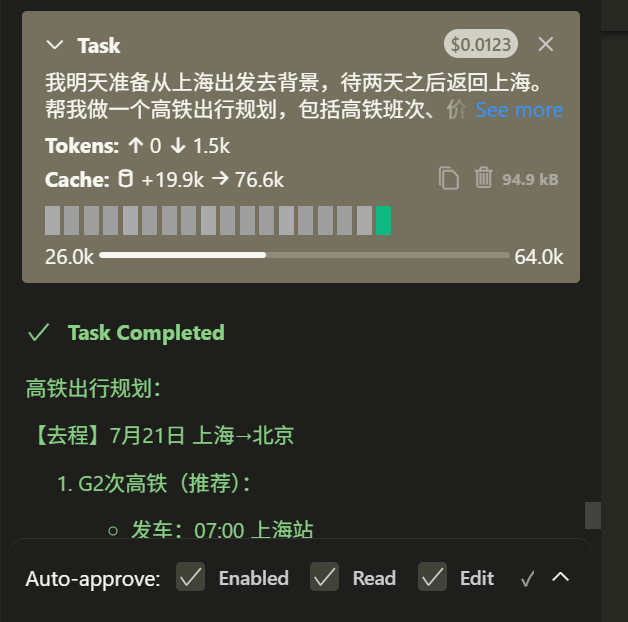 Task
$0.0123
我明天准备从上海出发去背景，待两天之后返回上海。
帮我做一个高铁出行规划，包括高铁班次、价 See more
Tokens: ↑ 0 ↓ 1.5k
Cache: +19.9k → 76.6k
94.9 kB
26.0k
64.0k
Task Completed
高铁出行规划：
【去程】7月21日 上海→北京
1. G2次高铁（推荐）：
○ 发车：07:00 上海站
Auto-approve: Enabled Read Edit